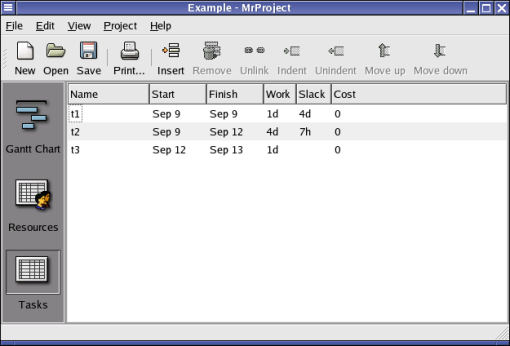 Example - MrProject
File Edit View Project Help
New Open Save Print... Insert Remove Unlink Indent Unindent Move up Move down
Name Start Finish Work Slack Cost
t1 Sep 9 Sep 9 1d 4d 0
t2 Sep 9 Sep 12 4d 7h 0
t3 Sep 12 Sep 13 1d 0
Gantt Chart
Resources
Tasks